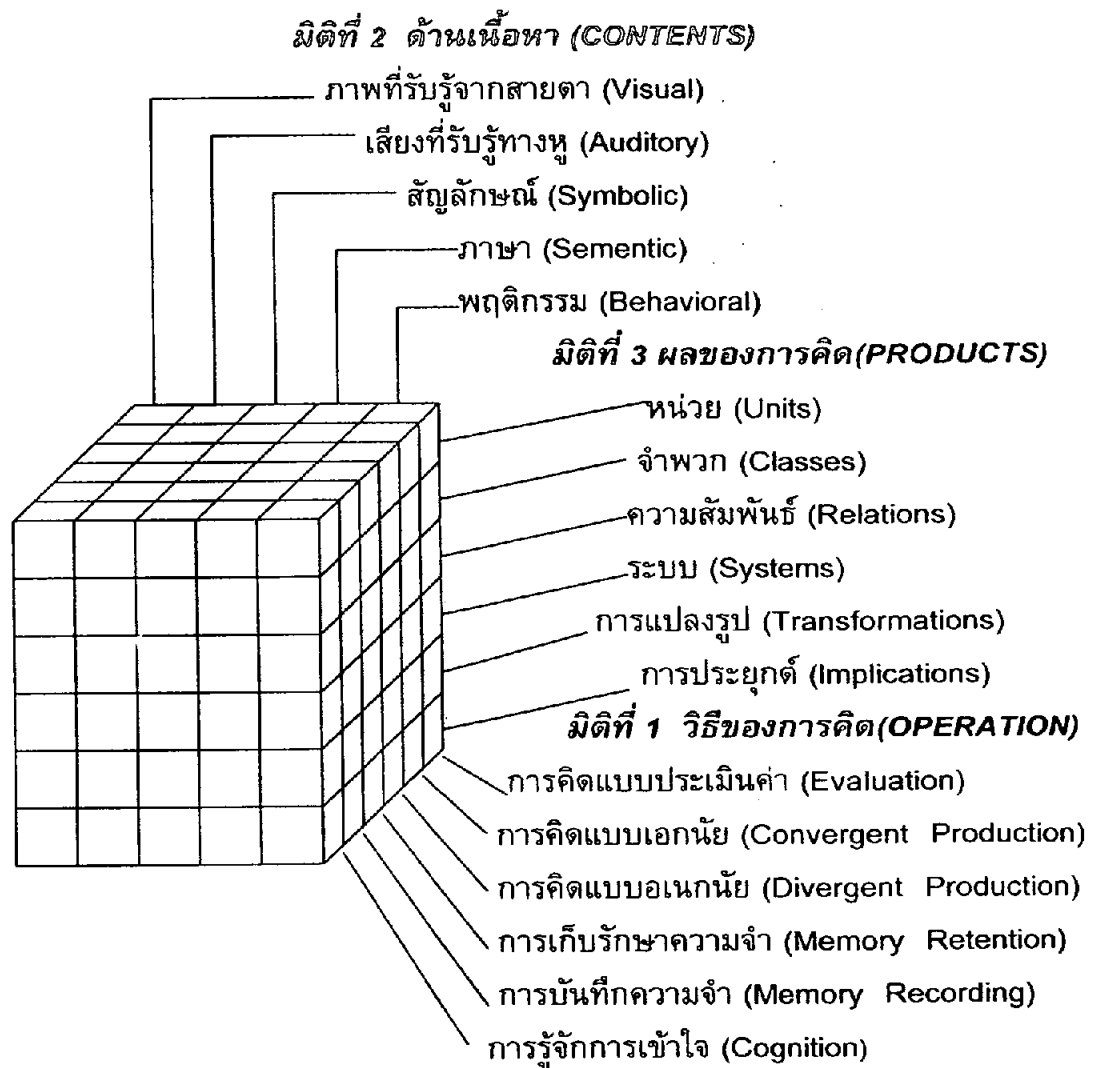 มิติที่ 2 ด้านเนื้อหา (CONTENTS)
ภาพที่รับรู้จากสายตา (Visual)
เสียงที่รับรู้ทางหู (Auditory)
สัญลักษณ์ (Symbolic)
ภาษา (Sementic)
พฤติกรรม (Behavioral)
มิติที่ 3 ผลของการคิด(PRODUCTS)
หน่วย (Units)
จำพวก (Classes)
ความสัมพันธ์ (Relations)
ระบบ (Systems)
การแปลงรูป (Transformations)
การประยุกต์ (Implications)
มิติที่ 1 วิธีของการคิด(OPERATION)
การคิดแบบประเมินค่า (Evaluation)
การคิดแบบเอกนัย (Convergent Production)
การคิดแบบอเนกนัย (Divergent Production)
การเก็บรักษาความจำ (Memory Retention)
การบันทึกความจำ (Memory Recording)
การรู้จักการเข้าใจ (Cognition)